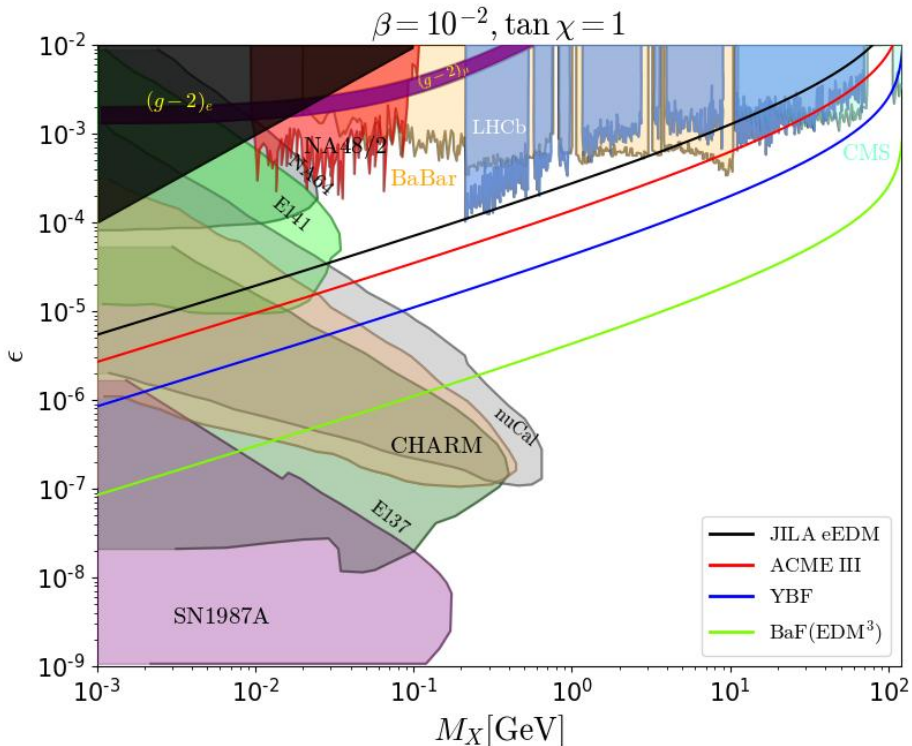 β = 10⁻², tan χ = 1
10⁻²
10⁻³
10⁻⁴
10⁻⁵
10⁻⁶
10⁻⁷
10⁻⁸
10⁻⁹
ϵ
(g−2)ₑ
(g−2)μ
NA48/2
LHCb
BaBar
CMS
NA64
E141
CHARM
nuCal
E137
SN1987A
JILA eEDM
ACME III
YBF
BaF(EDM³)
10⁻³ 10⁻² 10⁻¹ 10⁰ 10¹ 10²
M_X[GeV]